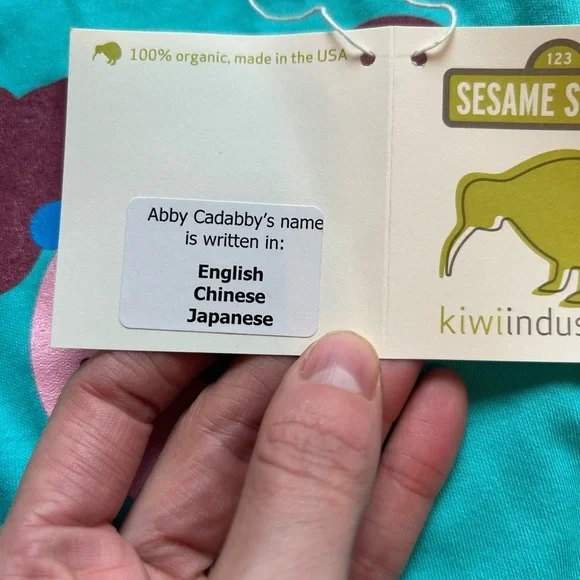 100% organic, made in the USA
Abby Cadabby's name
is written in:
English
Chinese
Japanese
123
SESAME S
kiwiindus